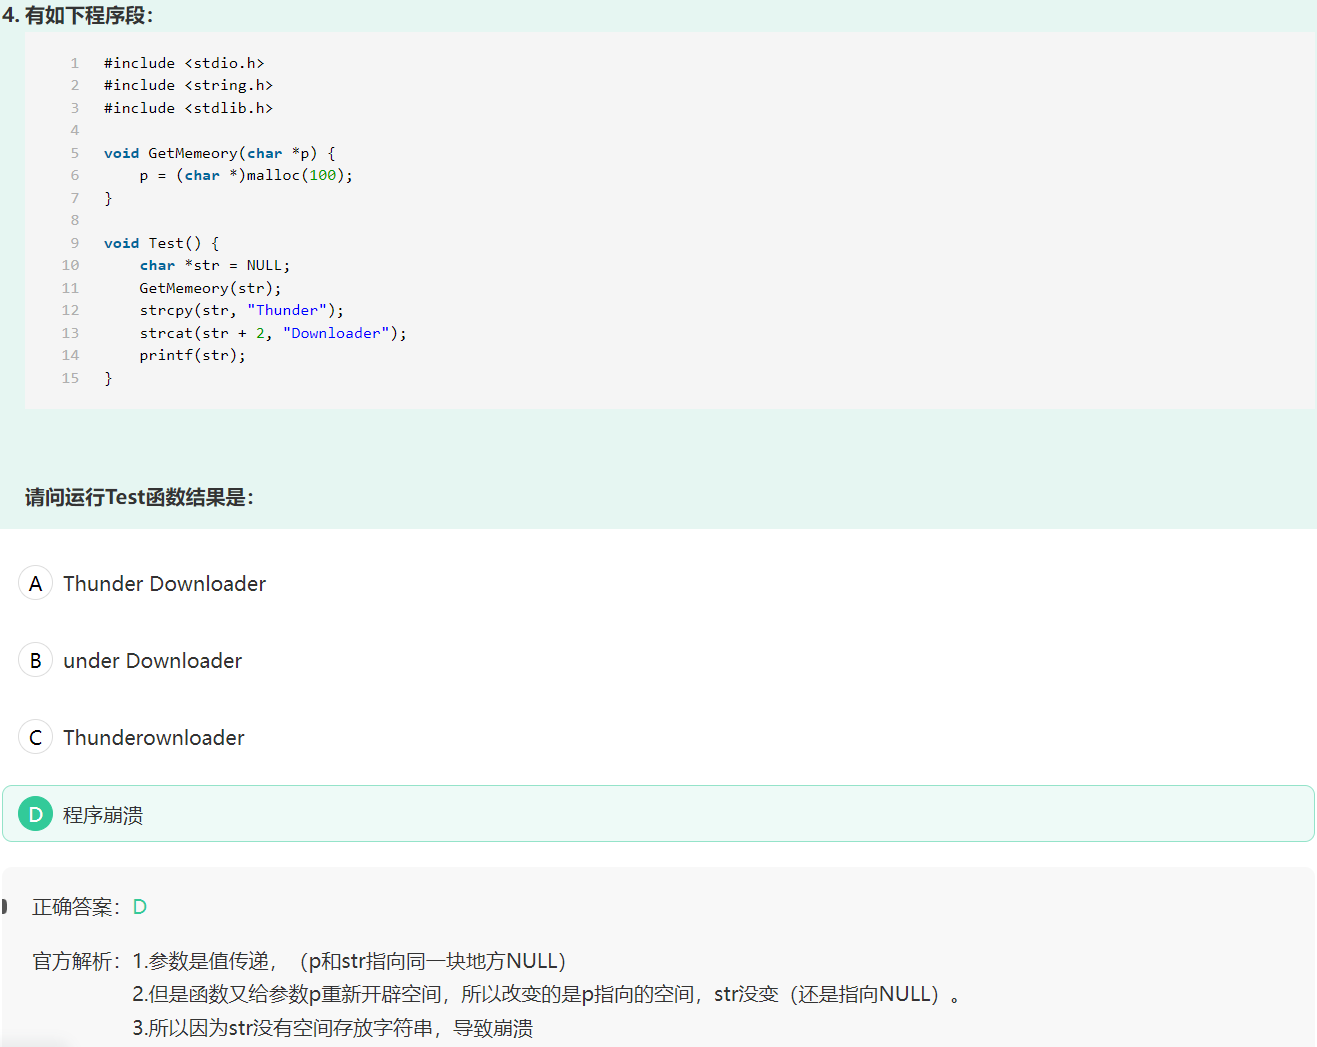 4. 有如下程序段：
1 #include <stdio.h>
2 #include <string.h>
3 #include <stdlib.h>
4
5 void GetMemeory(char *p) {
6     p = (char *)malloc(100);
7 }
8
9 void Test() {
10     char *str = NULL;
11     GetMemeory(str);
12     strcpy(str, "Thunder");
13     strcat(str + 2, "Downloader");
14     printf(str);
15 }
请问运行Test函数结果是：
A Thunder Downloader
B under Downloader
C Thunderownloader
D 程序崩溃
正确答案：D
官方解析：1.参数是值传递，（p和str指向同一块地方NULL）
2.但是函数又给参数p重新开辟空间，所以改变的是p指向的空间，str没变（还是指向NULL）。
3.所以因为str没有空间存放字符串，导致崩溃